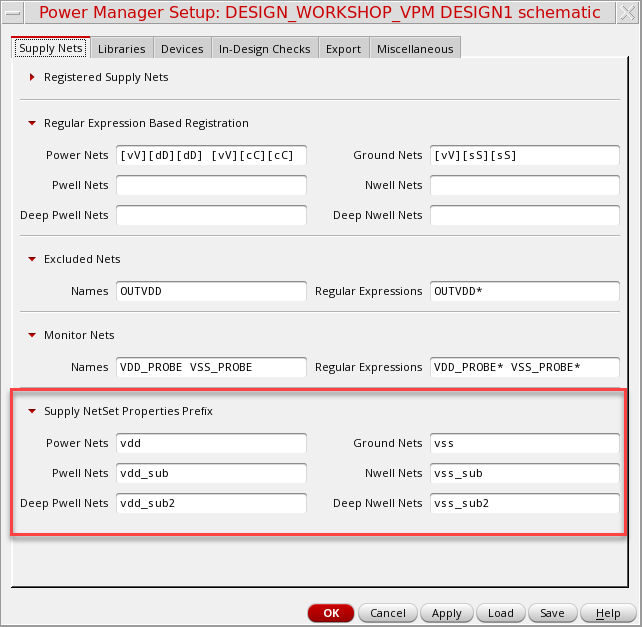 Power Manager Setup: DESIGN_WORKSHOP_VPM DESIGN1 schematic
Supply Nets Libraries Devices In-Design Checks Export Miscellaneous
Registered Supply Nets
Regular Expression Based Registration
Power Nets [vV][dD][dD] [vV][cC][cC] Ground Nets [vV][sS][sS]
Pwell Nets Nwell Nets
Deep Pwell Nets Deep Nwell Nets
Excluded Nets
Names OUTVDD Regular Expressions OUTVDD*
Monitor Nets
Names VDD_PROBE VSS_PROBE Regular Expressions VDD_PROBE* VSS_PROBE*
Supply NetSet Properties Prefix
Power Nets vdd Ground Nets vss
Pwell Nets vdd_sub Nwell Nets vss_sub
Deep Pwell Nets vdd_sub2 Deep Nwell Nets vss_sub2
OK Cancel Apply Load Save Help